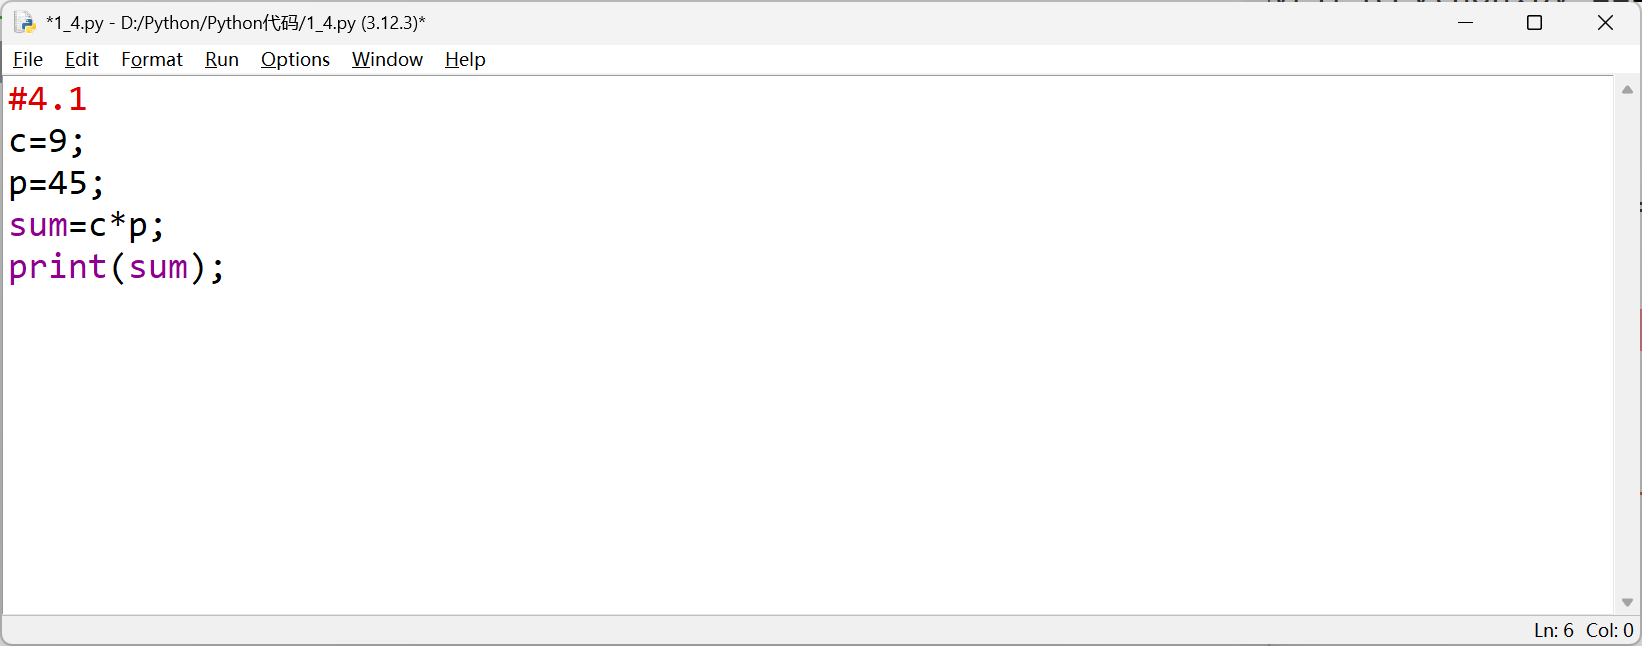 *1_4.py - D:/Python/Python代码/1_4.py (3.12.3)*
File Edit Format Run Options Window Help
#4.1
c=9;
p=45;
sum=c*p;
print(sum);
Ln: 6 Col: 0